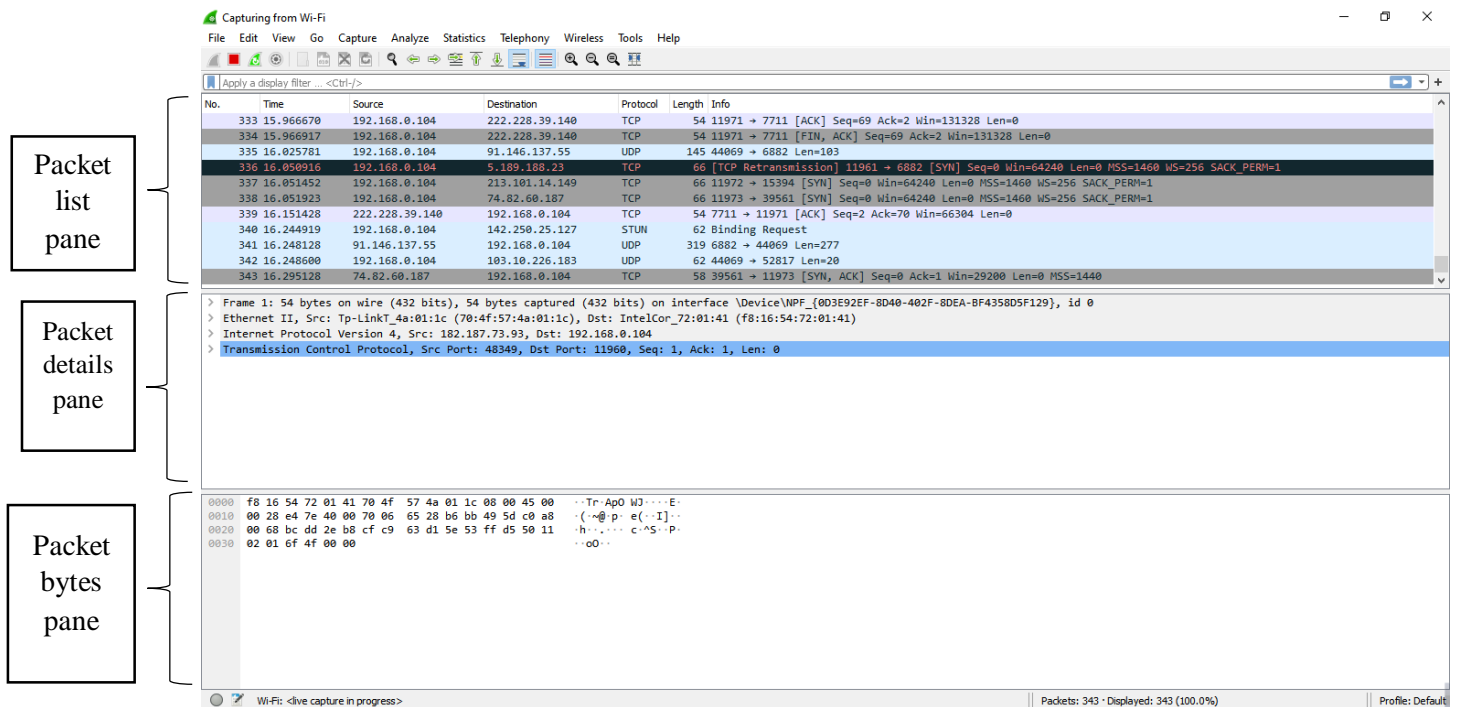 Capturing from Wi-Fi
File Edit View Go Capture Analyze Statistics Telephony Wireless Tools Help
Apply a display filter ... <Ctrl-/>
No. Time Source Destination Protocol Length Info
333 15.966670 192.168.0.104 222.228.39.140 TCP 54 11971 → 7711 [ACK] Seq=69 Ack=2 Win=131328 Len=0
334 15.966917 192.168.0.104 222.228.39.140 TCP 54 11971 → 7711 [FIN, ACK] Seq=69 Ack=2 Win=131328 Len=0
335 16.025781 192.168.0.104 91.146.137.55 UDP 145 44069 → 6882 Len=103
336 16.050916 192.168.0.104 5.189.188.23 TCP 66 [TCP Retransmission] 11961 → 6882 [SYN] Seq=0 Win=64240 Len=0 MSS=1460 WS=256 SACK_PERM=1
337 16.051452 192.168.0.104 213.101.14.149 TCP 66 11972 → 15394 [SYN] Seq=0 Win=64240 Len=0 MSS=1460 WS=256 SACK_PERM=1
338 16.051923 192.168.0.104 74.82.60.187 TCP 66 11973 → 39561 [SYN] Seq=0 Win=64240 Len=0 MSS=1460 WS=256 SACK_PERM=1
339 16.151428 222.228.39.140 192.168.0.104 TCP 54 7711 → 11971 [ACK] Seq=2 Ack=70 Win=66304 Len=0
340 16.244919 192.168.0.104 142.250.25.127 STUN 62 Binding Request
341 16.248128 91.146.137.55 192.168.0.104 UDP 319 6882 → 44069 Len=277
342 16.248600 192.168.0.104 103.10.226.183 UDP 62 44069 → 52817 Len=20
343 16.295128 74.82.60.187 192.168.0.104 TCP 58 39561 → 11973 [SYN, ACK] Seq=0 Ack=1 Win=29200 Len=0 MSS=1440
Packet
list
pane
> Frame 1: 54 bytes on wire (432 bits), 54 bytes captured (432 bits) on interface \Device\NPF_{0D3E92EF-8D40-402F-8DEA-BF4358D5F129}, id 0
> Ethernet II, Src: Tp-LinkT_4a:01:1c (70:4f:57:4a:01:1c), Dst: IntelCor_72:01:41 (f8:16:54:72:01:41)
> Internet Protocol Version 4, Src: 182.187.73.93, Dst: 192.168.0.104
> Transmission Control Protocol, Src Port: 48349, Dst Port: 11960, Seq: 1, Ack: 1, Len: 0
Packet
details
pane
0000 f8 16 54 72 01 41 70 4f 57 4a 01 1c 08 00 45 00 ··Tr·ApO WJ····E·
0010 00 28 e4 7e 40 00 70 06 65 28 b6 bb 49 5d c0 a8 ·(·~@·p· e(··I]··
0020 00 68 bc dd 2e b8 cf c9 63 d1 5e 53 ff d5 50 11 ·h··.··· c·^S··P·
0030 02 01 6f 4f 00 00 ··oO··
Packet
bytes
pane
Wi-Fi: <live capture in progress> Packets: 343 · Displayed: 343 (100.0%) Profile: Default